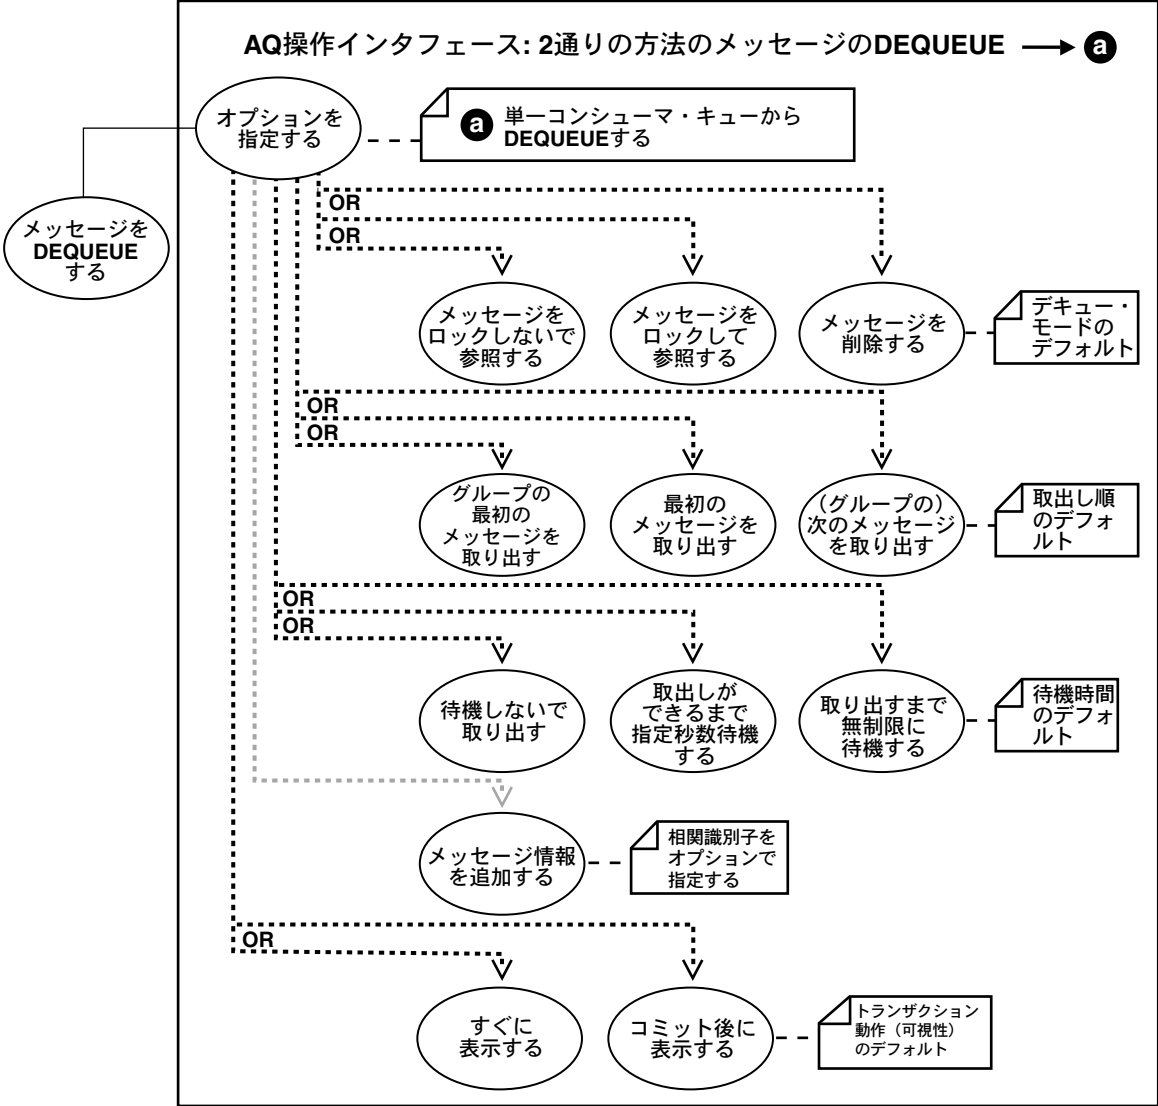 AQ操作インタフェース: 2通りの方法のメッセージのDEQUEUE a
オプションを
指定する
a 単一コンシューマ・キューから
DEQUEUEする
メッセージを
DEQUEUE
する
OR
OR
メッセージを
ロックしないで
参照する
メッセージを
ロックして
参照する
メッセージを
削除する
デキュー・
モードの
デフォルト
OR
OR
グループの
最初の
メッセージを
取り出す
最初の
メッセージを
取り出す
(グループの)
次のメッセージ
を取り出す
取出し順
のデフォ
ルト
OR
OR
待機しないで
取り出す
取出しが
できるまで
指定秒数待機
する
取り出すまで
無制限に
待機する
待機時間
のデフォ
ルト
メッセージ情報
を追加する
相関識別子を
オプションで
指定する
OR
すぐに
表示する
コミット後に
表示する
トランザクション
動作(可視性)
のデフォルト